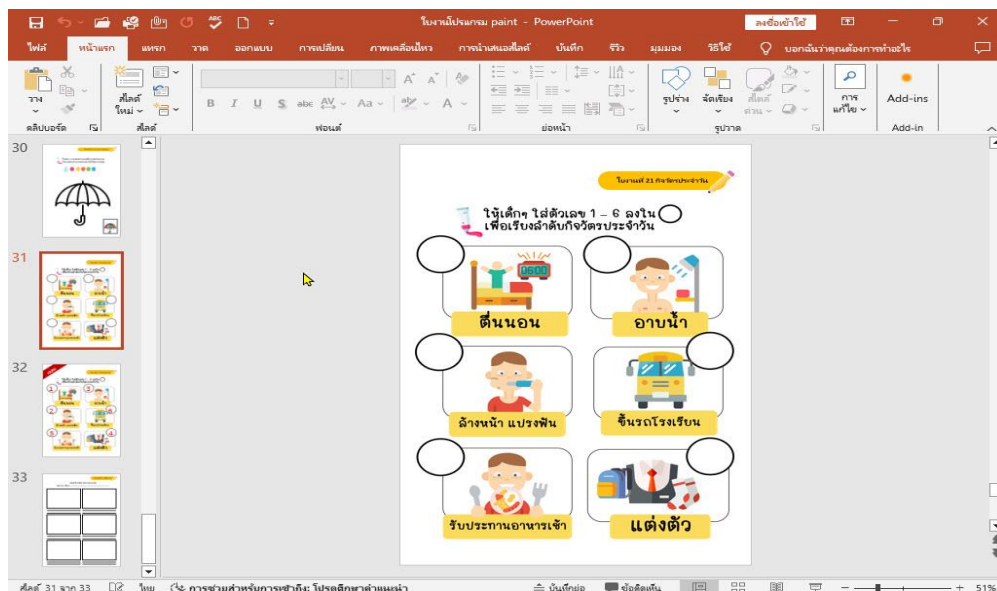 ใบงานโปรแกรม paint - PowerPoint
ลงชื่อเข้าใช้
ไฟล์ หน้าแรก แทรก วาด ออกแบบ การเปลี่ยน ภาพเคลื่อนไหว การนำเสนอสไลด์ บันทึก รีวิว มุมมอง วิธีใช้ บอกฉันว่าคุณต้องการทำอะไร
วาง
สไลด์ใหม่
B I U S abc AV Aa A
รูปร่าง จัดเรียง สไตล์ด่วน
การแก้ไข
Add-ins
คลิปบอร์ด สไลด์ ฟอนต์ ย่อหน้า รูปวาด Add-in
30
31
32
33
ใบงานที่ 21 กิจวัตรประจำวัน
ให้เด็กๆ ใส่ตัวเลข 1 – 6 ลงใน
เพื่อเรียงลำดับกิจวัตรประจำวัน
06:00
ตื่นนอน
อาบน้ำ
ล้างหน้า แปรงฟัน
ขึ้นรถโรงเรียน
รับประทานอาหารเช้า
แต่งตัว
สไลด์ 31 จาก 33 ไทย การช่วยสำหรับการเข้าถึง: โปรดศึกษาคำแนะนำ บันทึกย่อ ข้อคิดเห็น 51%